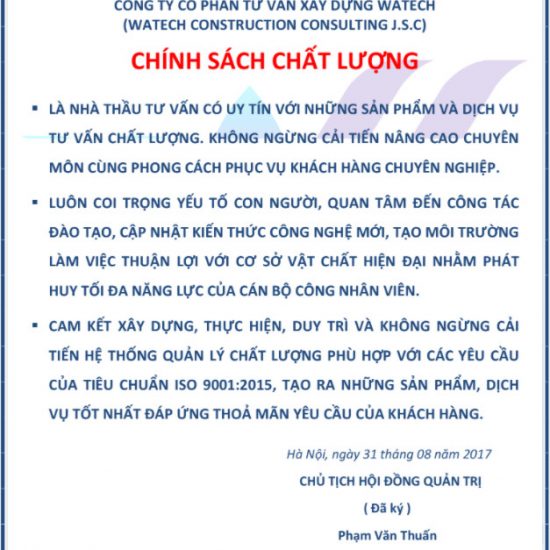 CÔNG TY CỔ PHẦN TƯ VẤN XÂY DỰNG WATECH
(WATECH CONSTRUCTION CONSULTING J.S.C)
CHÍNH SÁCH CHẤT LƯỢNG
▪ LÀ NHÀ THẦU TƯ VẤN CÓ UY TÍN VỚI NHỮNG SẢN PHẨM VÀ DỊCH VỤ
TƯ VẤN CHẤT LƯỢNG. KHÔNG NGỪNG CẢI TIẾN NÂNG CAO CHUYÊN
MÔN CÙNG PHONG CÁCH PHỤC VỤ KHÁCH HÀNG CHUYÊN NGHIỆP.
▪ LUÔN COI TRỌNG YẾU TỐ CON NGƯỜI, QUAN TÂM ĐẾN CÔNG TÁC
ĐÀO TẠO, CẬP NHẬT KIẾN THỨC CÔNG NGHỆ MỚI, TẠO MÔI TRƯỜNG
LÀM VIỆC THUẬN LỢI VỚI CƠ SỞ VẬT CHẤT HIỆN ĐẠI NHẰM PHÁT
HUY TỐI ĐA NĂNG LỰC CỦA CÁN BỘ CÔNG NHÂN VIÊN.
▪ CAM KẾT XÂY DỰNG, THỰC HIỆN, DUY TRÌ VÀ KHÔNG NGỪNG CẢI
TIẾN HỆ THỐNG QUẢN LÝ CHẤT LƯỢNG PHÙ HỢP VỚI CÁC YÊU CẦU
CỦA TIÊU CHUẨN ISO 9001:2015, TẠO RA NHỮNG SẢN PHẨM, DỊCH
VỤ TỐT NHẤT ĐÁP ỨNG THOẢ MÃN YÊU CẦU CỦA KHÁCH HÀNG.
Hà Nội, ngày 31 tháng 08 năm 2017
CHỦ TỊCH HỘI ĐỒNG QUẢN TRỊ
( Đã ký )
Phạm Văn Thuấn